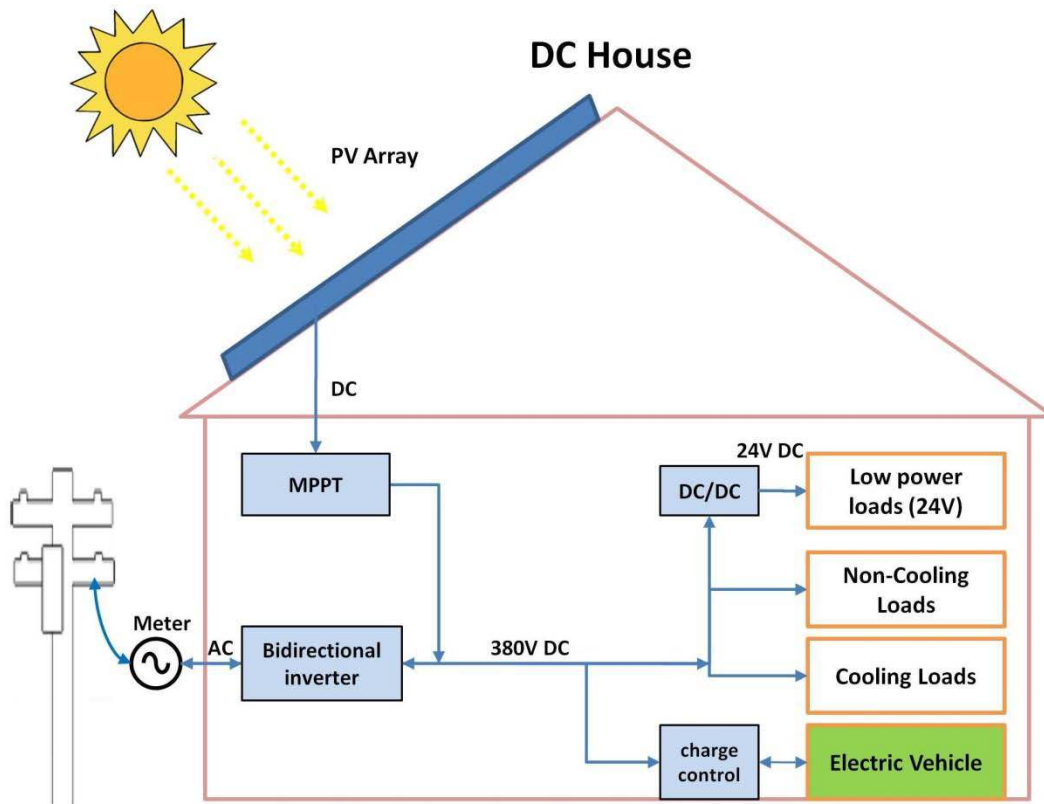 DC House
PV Array
DC
MPPT
24V DC
DC/DC
Low power
loads (24V)
Non-Cooling
Loads
Meter
AC
Bidirectional
inverter
380V DC
Cooling Loads
charge
control
Electric Vehicle